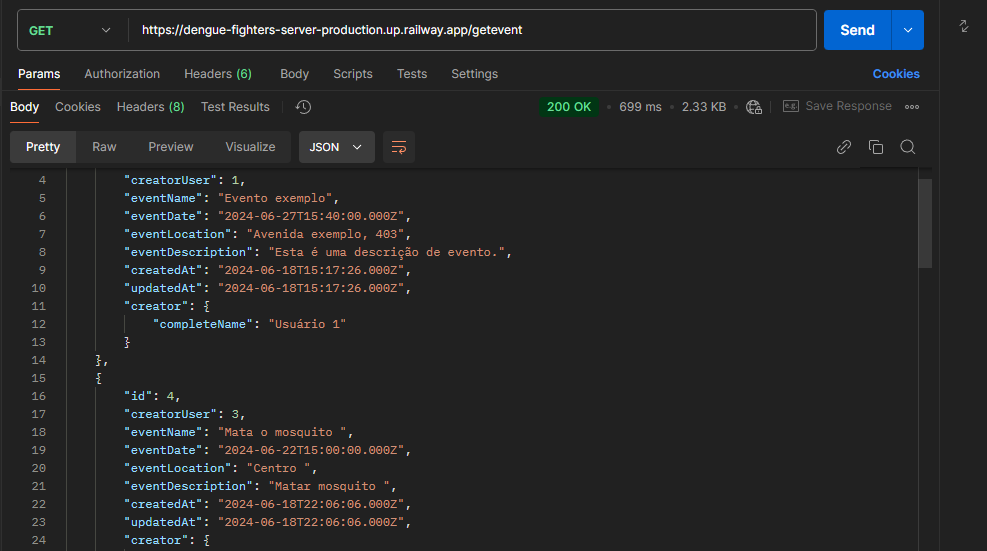 GET https://dengue-fighters-server-production.up.railway.app/getevent Send
Params Authorization Headers (6) Body Scripts Tests Settings Cookies
Body Cookies Headers (8) Test Results 200 OK 699 ms 2.33 KB e.g. Save Response
Pretty Raw Preview Visualize JSON
4 "creatorUser": 1,
5 "eventName": "Evento exemplo",
6 "eventDate": "2024-06-27T15:40:00.000Z",
7 "eventLocation": "Avenida exemplo, 403",
8 "eventDescription": "Esta é uma descrição de evento.",
9 "createdAt": "2024-06-18T15:17:26.000Z",
10 "updatedAt": "2024-06-18T15:17:26.000Z",
11 "creator": {
12 "completeName": "Usuário 1"
13 }
14 },
15 {
16 "id": 4,
17 "creatorUser": 3,
18 "eventName": "Mata o mosquito ",
19 "eventDate": "2024-06-22T15:00:00.000Z",
20 "eventLocation": "Centro ",
21 "eventDescription": "Matar mosquito ",
22 "createdAt": "2024-06-18T22:06:06.000Z",
23 "updatedAt": "2024-06-18T22:06:06.000Z",
24 "creator": {